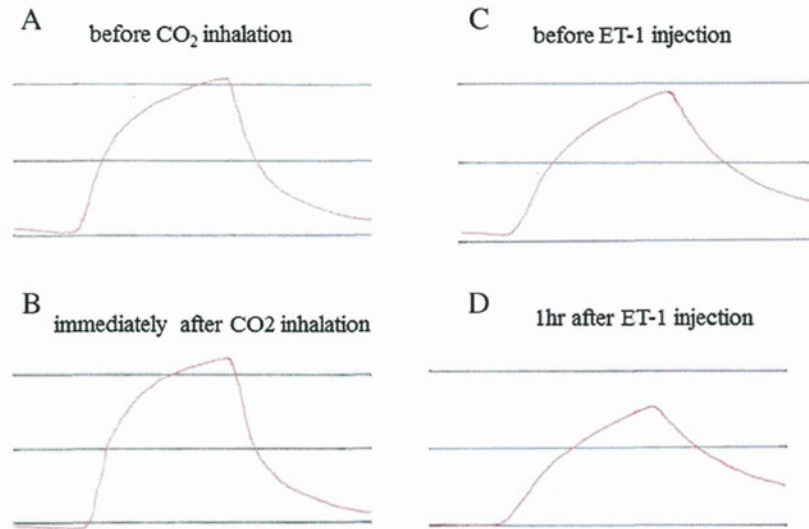 A
before CO₂ inhalation
B
immediately after CO2 inhalation
C
before ET-1 injection
D
1hr after ET-1 injection